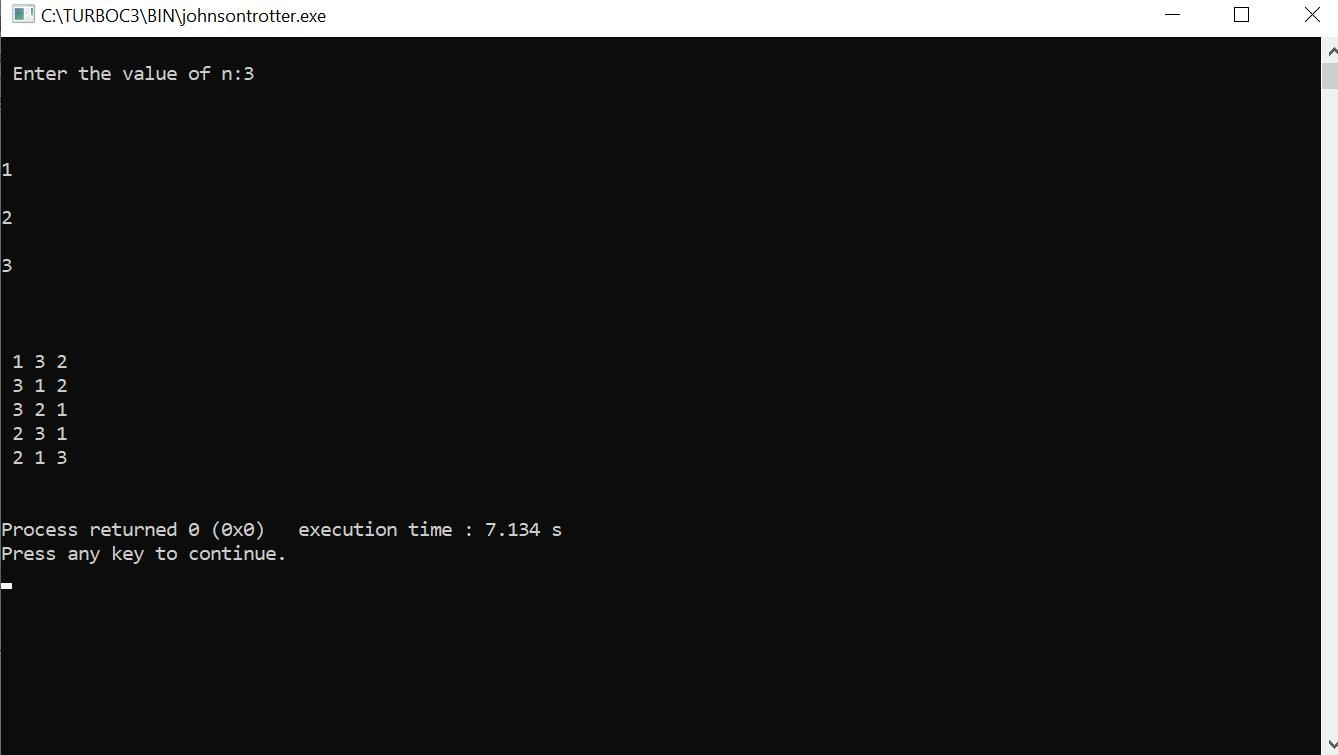 C:\TURBOC3\BIN\johnsontrotter.exe
Enter the value of n:3
1
2
3
1 3 2
3 1 2
3 2 1
2 3 1
2 1 3
Process returned 0 (0x0)   execution time : 7.134 s
Press any key to continue.